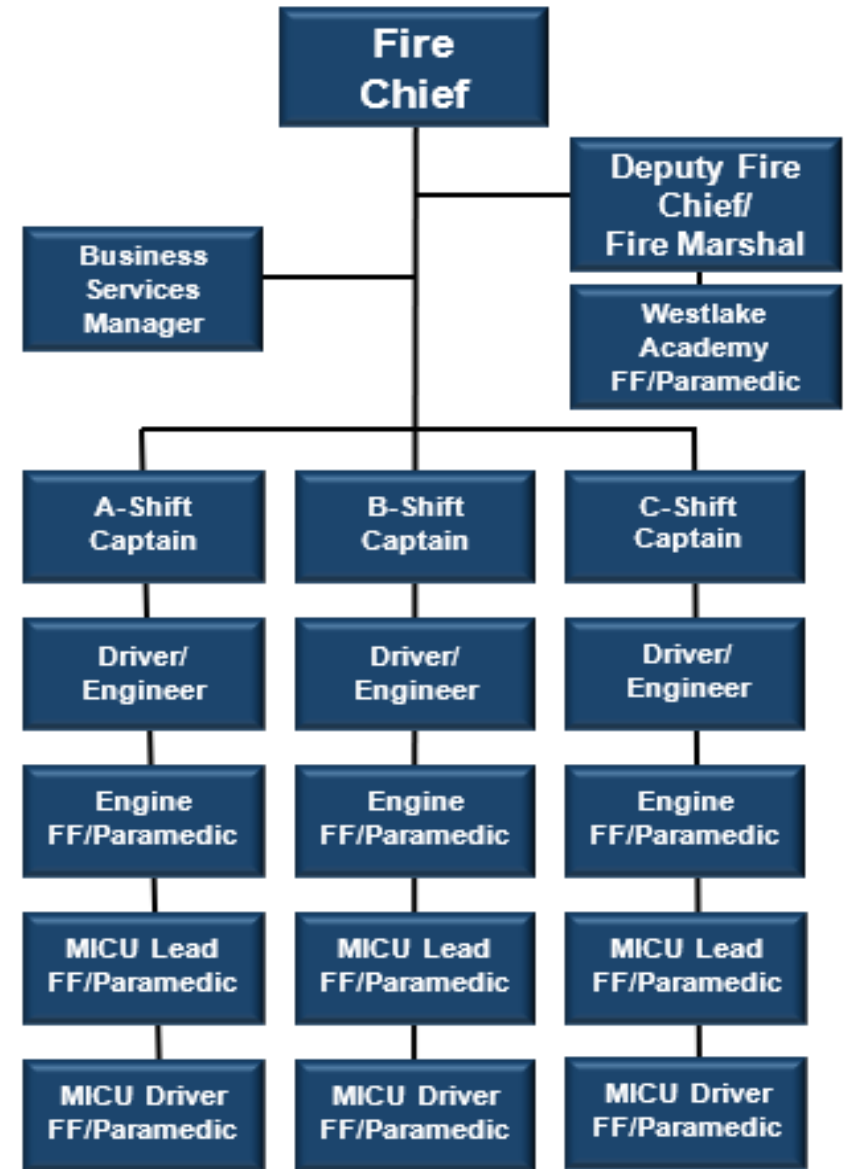 Fire
Chief
Deputy Fire
Chief/
Fire Marshal
Business
Services
Manager
Westlake
Academy
FF/Paramedic
A-Shift
Captain
B-Shift
Captain
C-Shift
Captain
Driver/
Engineer
Driver/
Engineer
Driver/
Engineer
Engine
FF/Paramedic
Engine
FF/Paramedic
Engine
FF/Paramedic
MICU Lead
FF/Paramedic
MICU Lead
FF/Paramedic
MICU Lead
FF/Paramedic
MICU Driver
FF/Paramedic
MICU Driver
FF/Paramedic
MICU Driver
FF/Paramedic